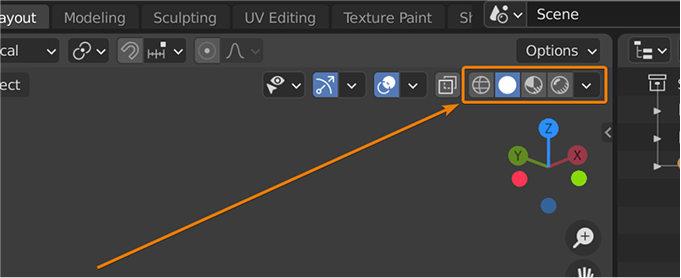 ayout Modeling Sculpting UV Editing Texture Paint Sh Scene
cal Options
ect
Z
Y X